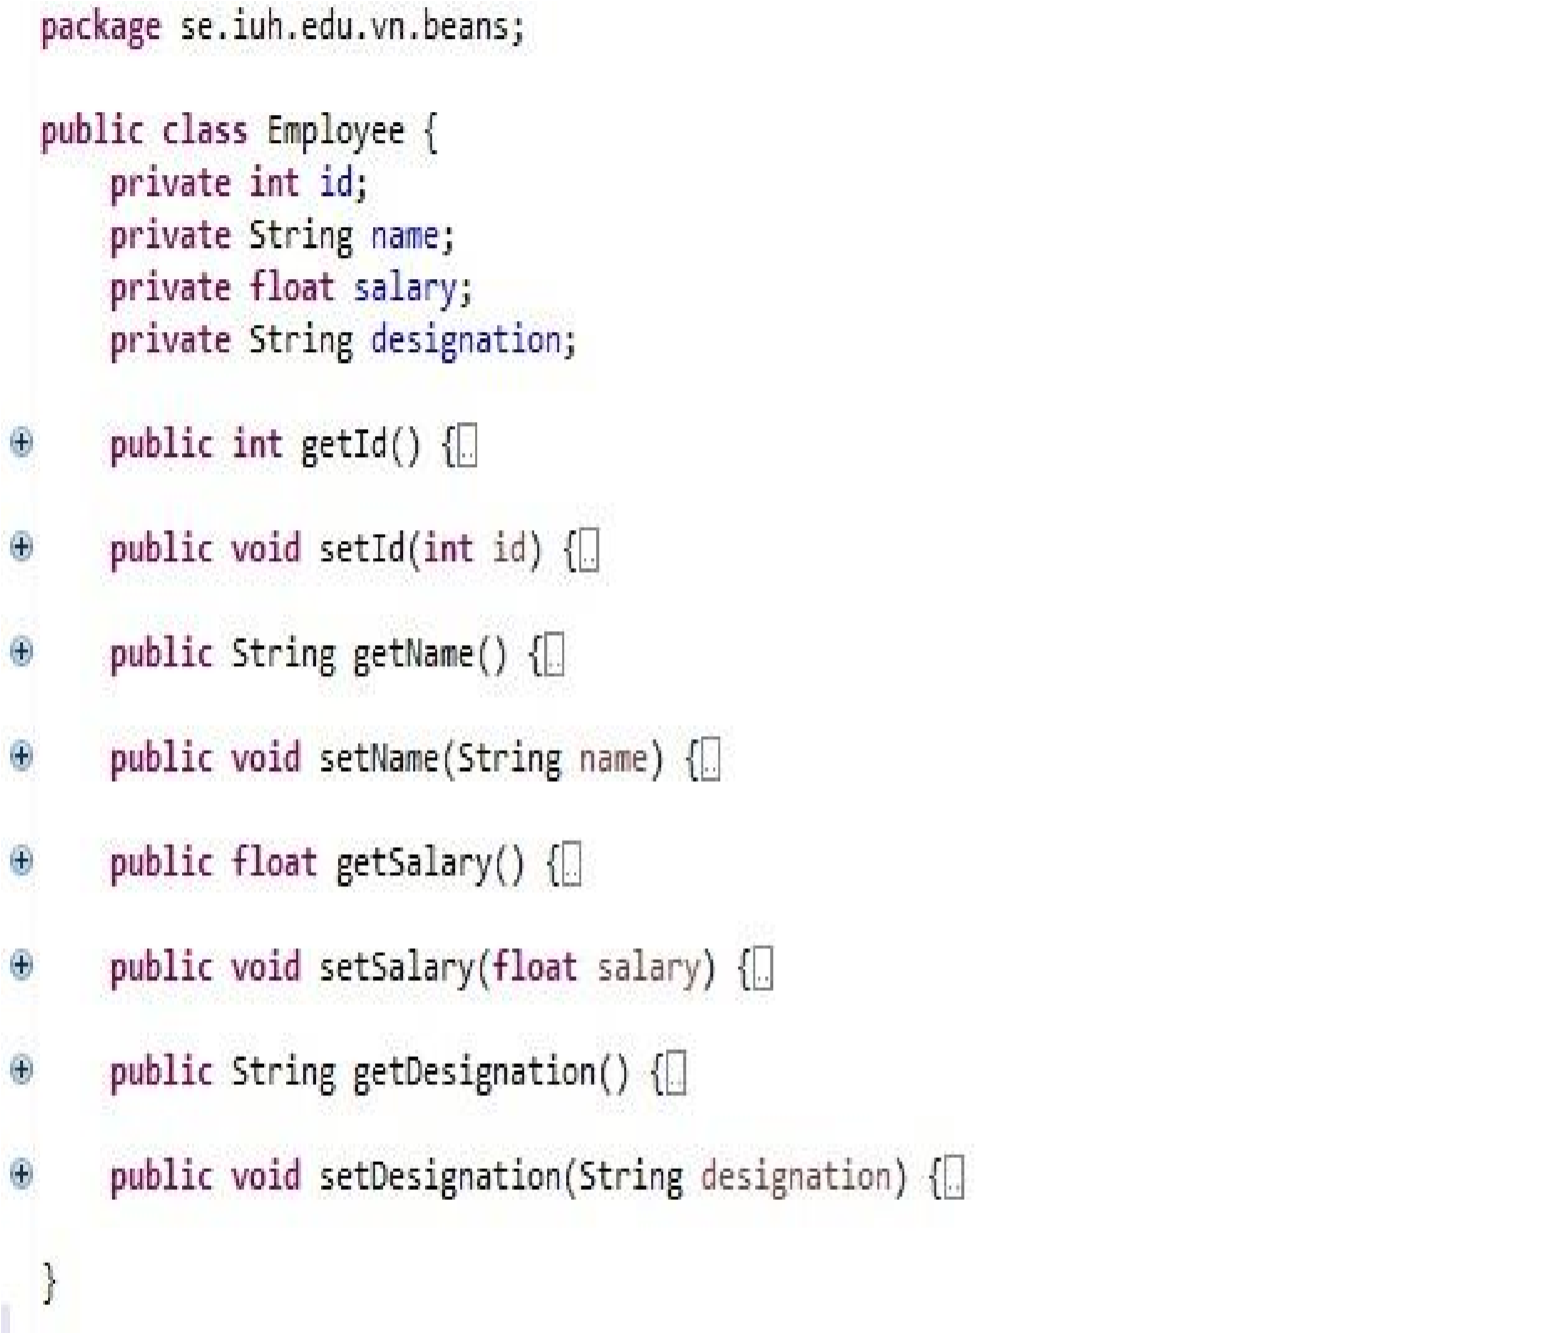 package se.iuh.edu.vn.beans;
public class Employee {
private int id;
private String name;
private float salary;
private String designation;
public int getId() {..
public void setId(int id) {..
public String getName() {..
public void setName(String name) {..
public float getSalary() {..
public void setSalary(float salary) {..
public String getDesignation() {..
public void setDesignation(String designation) {..
}